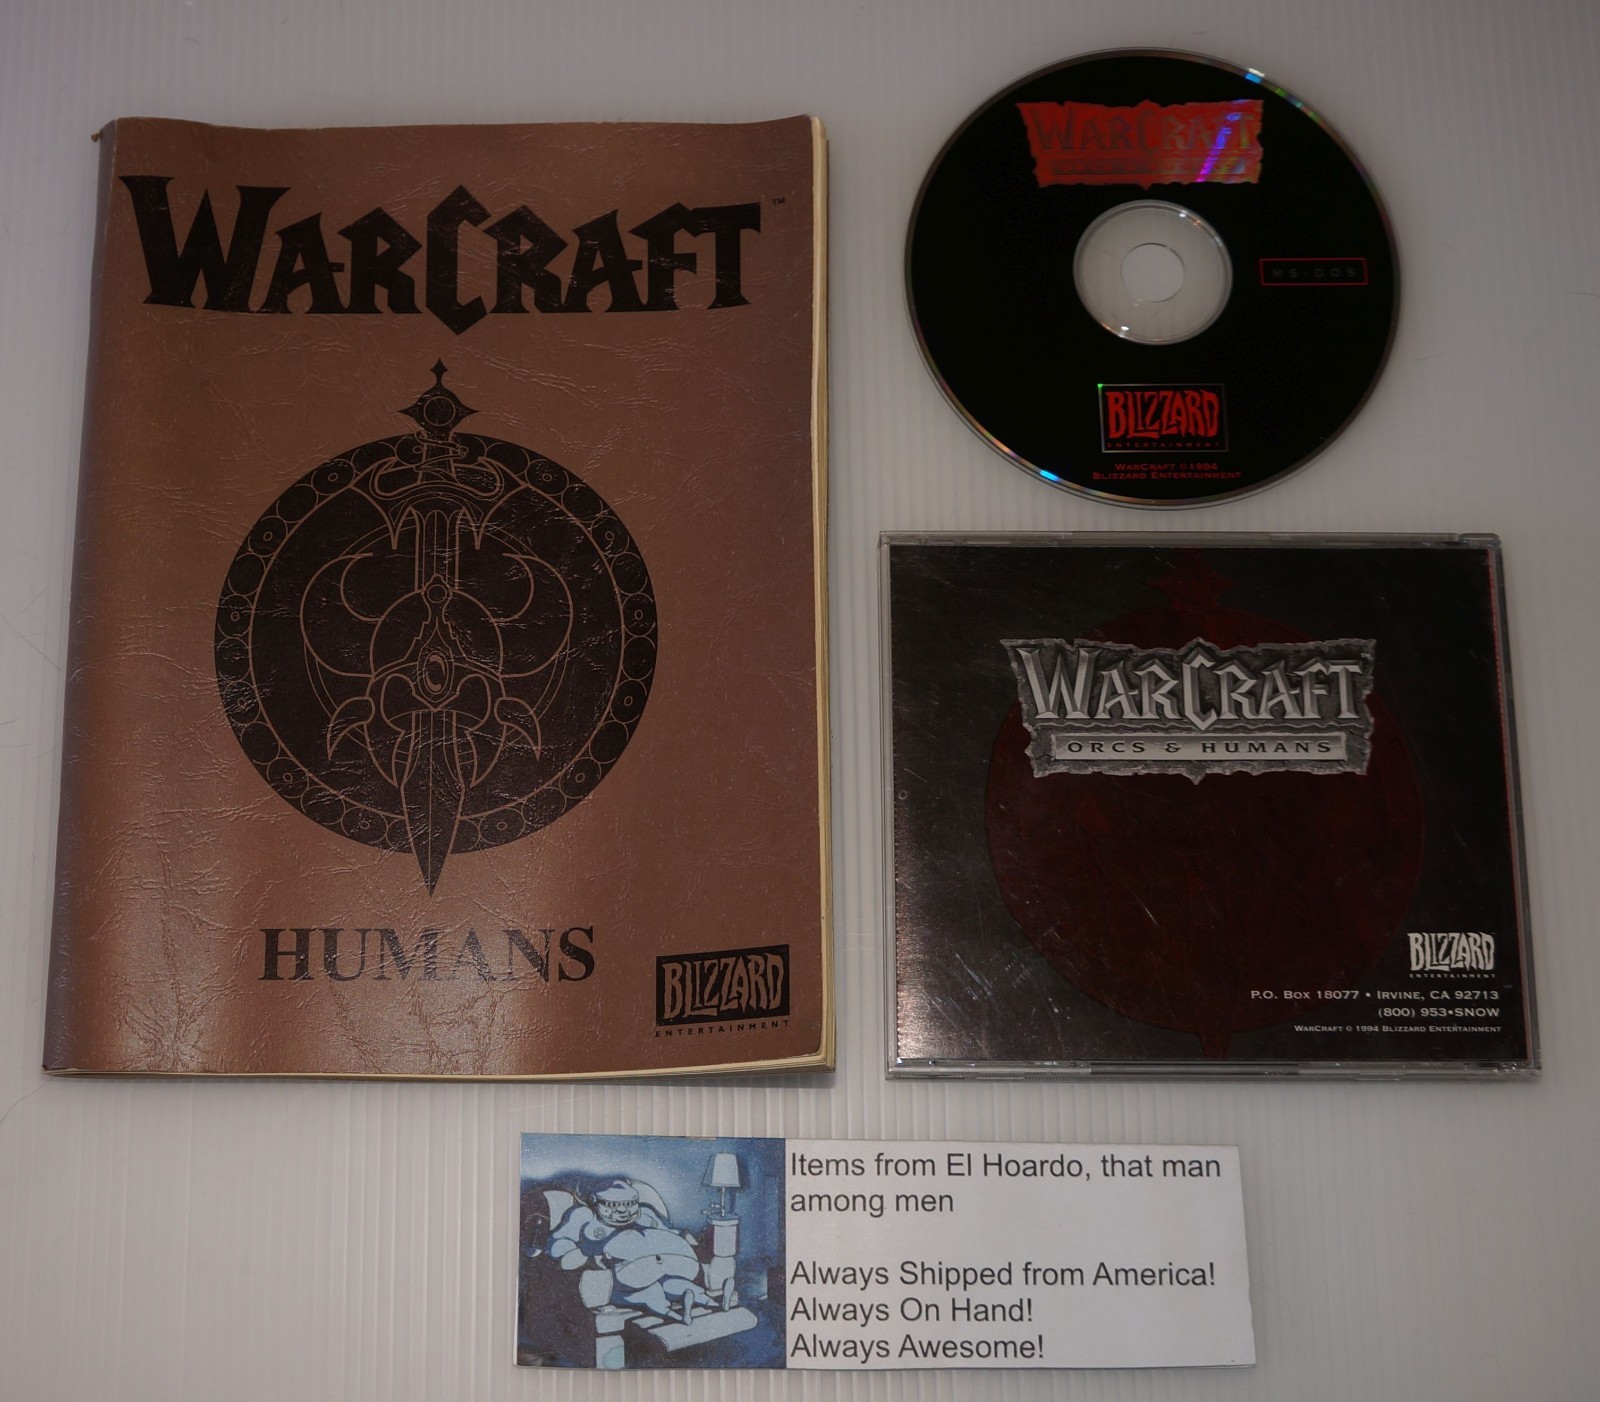 WARCRAFT™
HUMANS
BLIZZARD
ENTERTAINMENT
WARCRAFT
MS-DOS
BLIZZARD
ENTERTAINMENT
WARCRAFT ©1994
BLIZZARD ENTERTAINMENT
WARCRAFT
ORCS & HUMANS
BLIZZARD
ENTERTAINMENT
P.O. BOX 18077 • IRVINE, CA 92713
(800) 953•SNOW
WARCRAFT © 1994 BLIZZARD ENTERTAINMENT
Items from El Hoardo, that man
among men
Always Shipped from America!
Always On Hand!
Always Awesome!